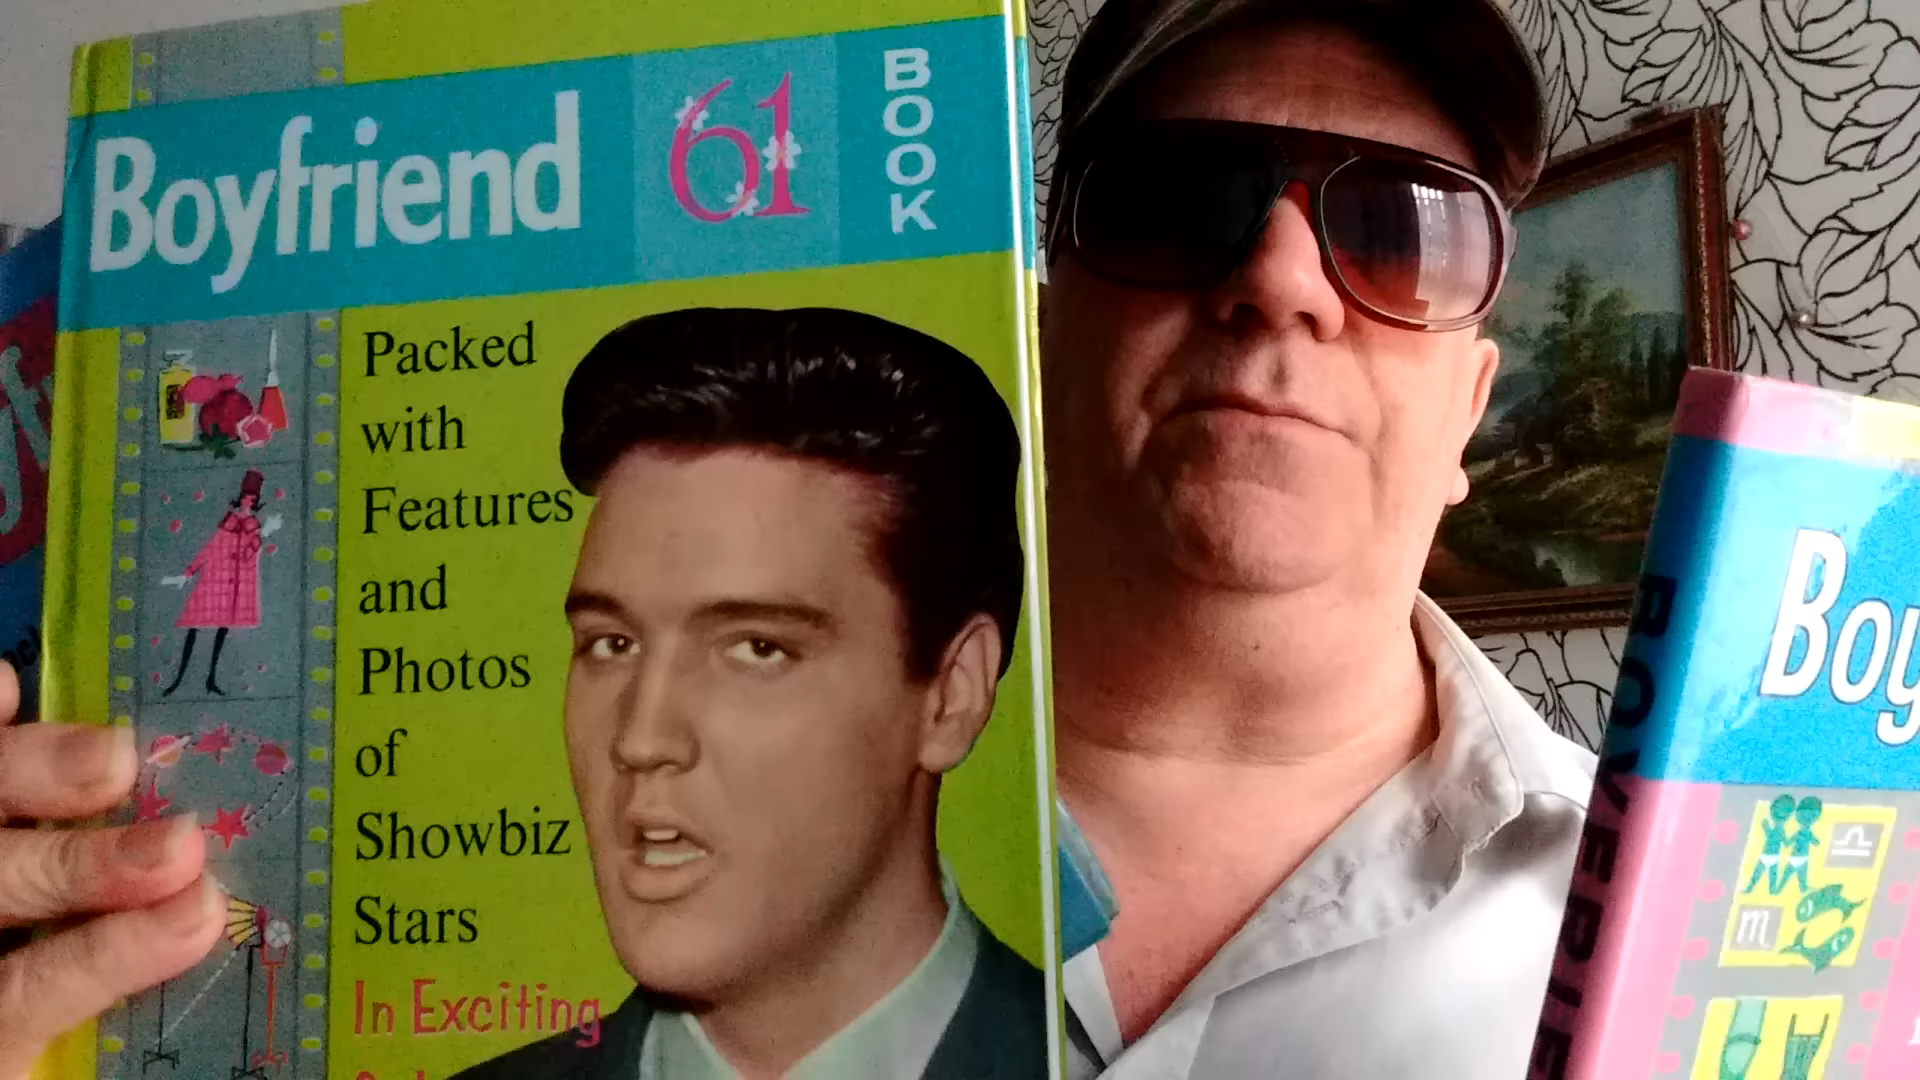 Boyfriend 61 BOOK
Packed
with
Features
and
Photos
of
Showbiz
Stars
In Exciting
Boy
m